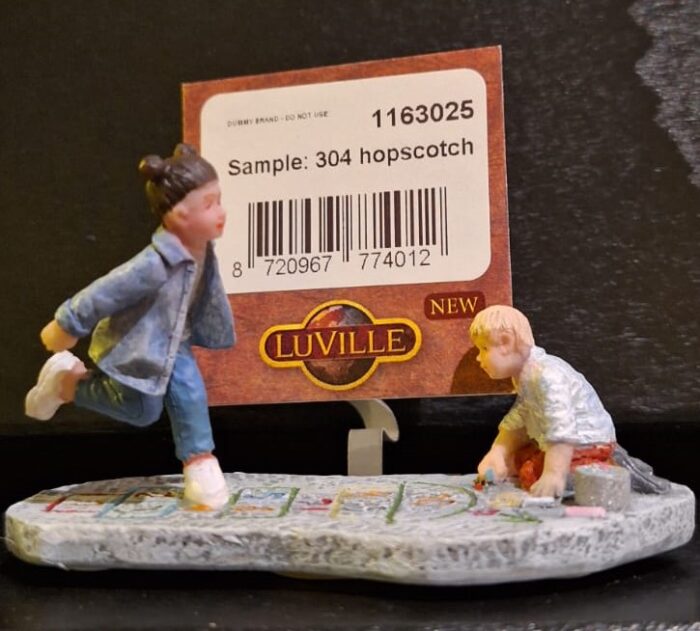 DUMMY BRAND - DO NOT USE
1163025
Sample: 304 hopscotch
8 720967 774012
NEW
LUVILLE